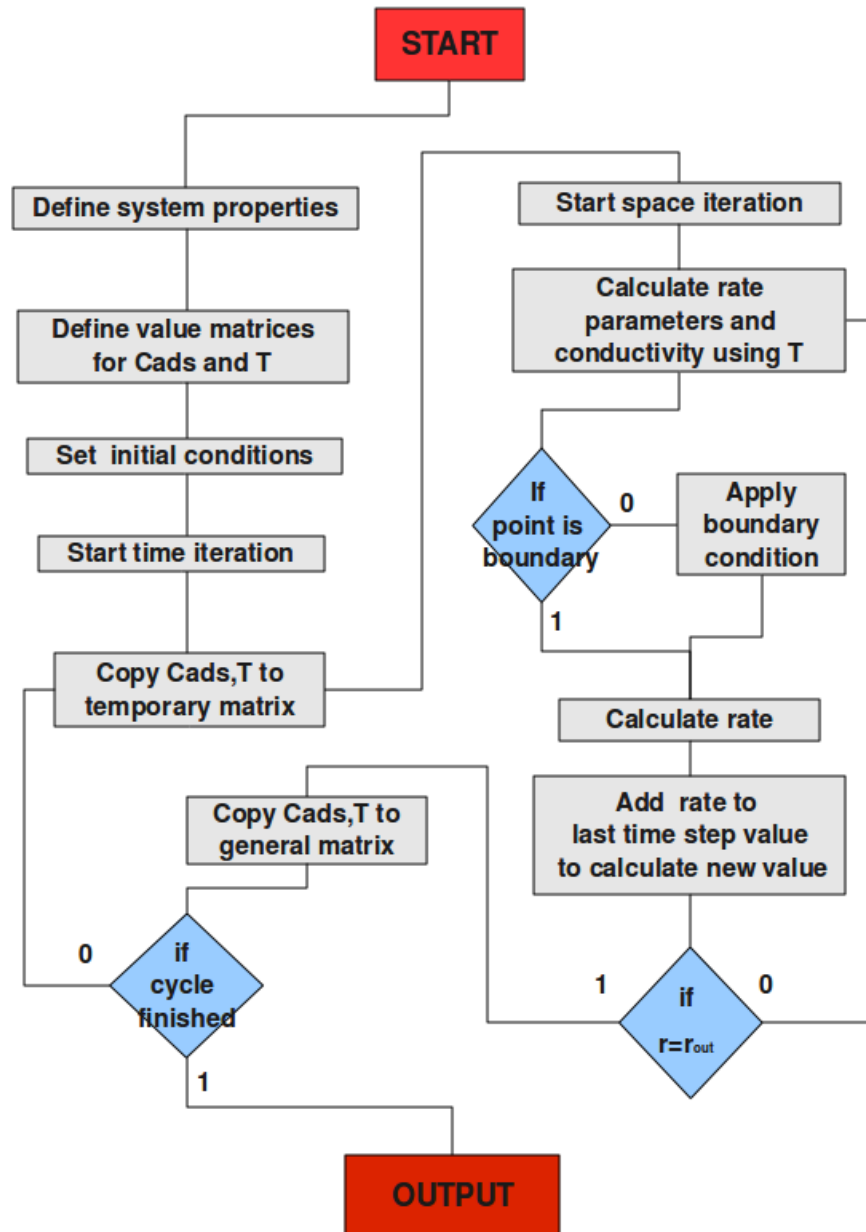 START
Define system properties
Define value matrices
for Cads and T
Set initial conditions
Start time iteration
Copy Cads,T to
temporary matrix
Start space iteration
Calculate rate
parameters and
conductivity using T
If
point is
boundary
0
1
Apply
boundary
condition
Calculate rate
Add rate to
last time step value
to calculate new value
if
r=rout
1
0
Copy Cads,T to
general matrix
if
cycle
finished
0
1
OUTPUT